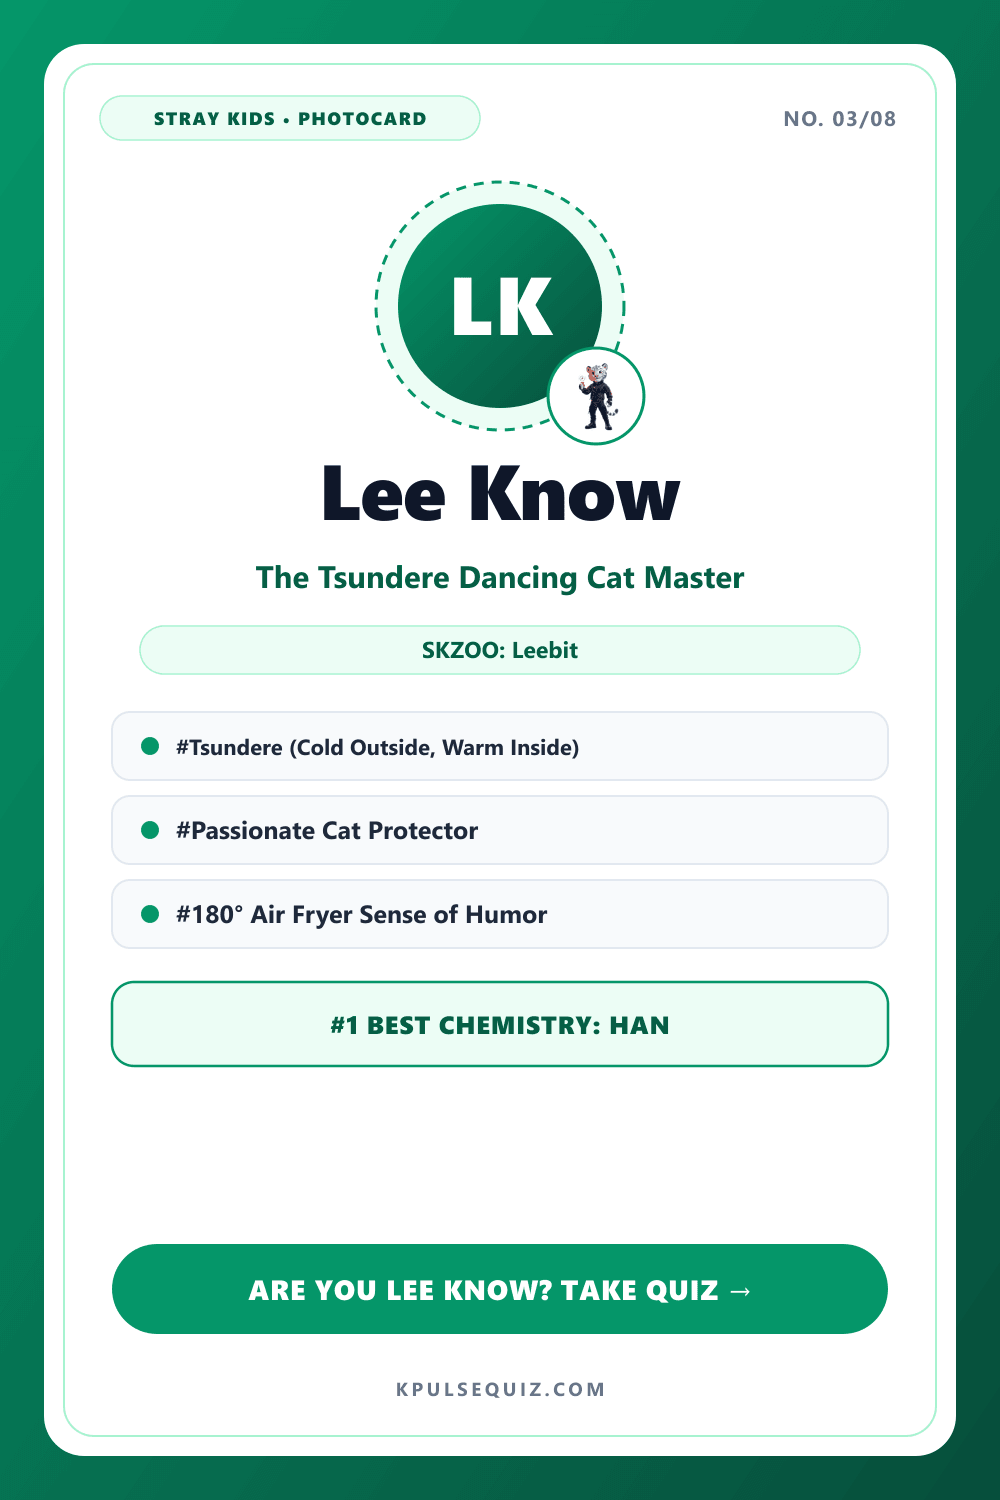 STRAY KIDS • PHOTOCARD
NO. 03/08
LK
Lee Know
The Tsundere Dancing Cat Master
SKZOO: Leebit
#Tsundere (Cold Outside, Warm Inside)
#Passionate Cat Protector
#180° Air Fryer Sense of Humor
#1 BEST CHEMISTRY: HAN
ARE YOU LEE KNOW? TAKE QUIZ →
KPULSEQUIZ.COM